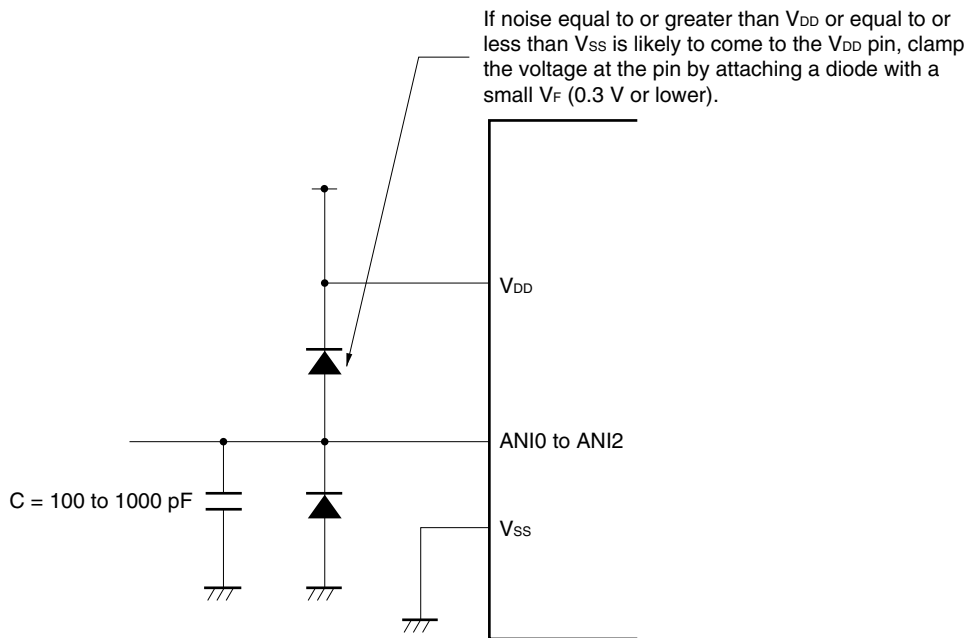 If noise equal to or greater than VDD or equal to or
less than VSS is likely to come to the VDD pin, clamp
the voltage at the pin by attaching a diode with a
small VF (0.3 V or lower).
VDD
ANI0 to ANI2
C = 100 to 1000 pF
VSS